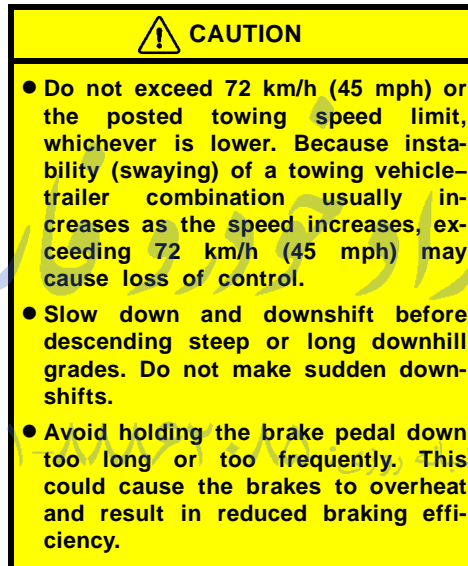 CAUTION
● Do not exceed 72 km/h (45 mph) or
the posted towing speed limit,
whichever is lower. Because insta-
bility (swaying) of a towing vehicle–
trailer combination usually in-
creases as the speed increases, ex-
ceeding 72 km/h (45 mph) may
cause loss of control.
● Slow down and downshift before
descending steep or long downhill
grades. Do not make sudden down-
shifts.
● Avoid holding the brake pedal down
too long or too frequently. This
could cause the brakes to overheat
and result in reduced braking effi-
ciency.